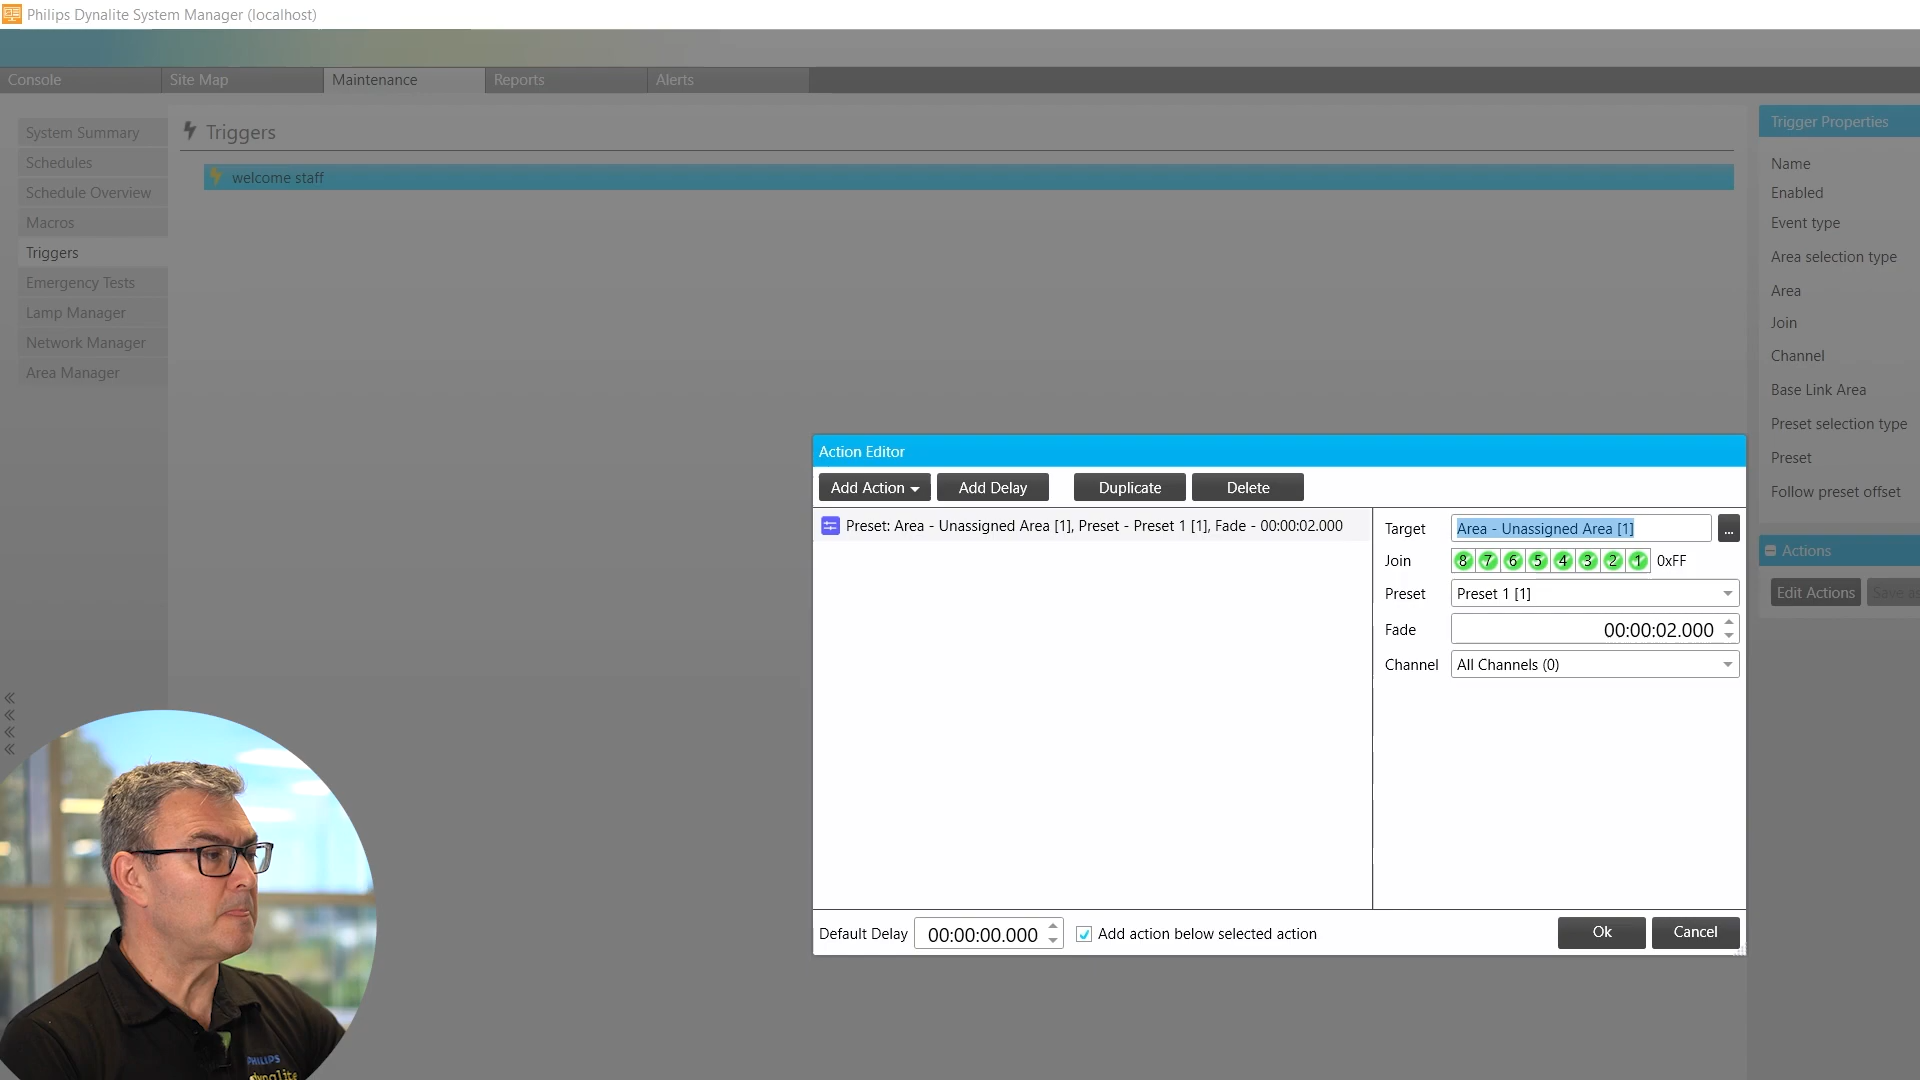 Philips Dynalite System Manager (localhost)
Console
Site Map
Maintenance
Reports
Alerts
System Summary
Schedules
Schedule Overview
Macros
Triggers
Emergency Tests
Lamp Manager
Network Manager
Area Manager
Triggers
welcome staff
Trigger Properties
Name
Enabled
Event type
Area selection type
Area
Join
Channel
Base Link Area
Preset selection type
Preset
Follow preset offset
Actions
Edit Actions
Save as
Action Editor
Add Action
Add Delay
Duplicate
Delete
Preset: Area - Unassigned Area [1], Preset - Preset 1 [1], Fade - 00:00:02.000
Target
Area - Unassigned Area [1]
...
Join
8 7 6 5 4 3 2 1 0xFF
Preset
Preset 1 [1]
Fade
00:00:02.000
Channel
All Channels (0)
Default Delay
00:00:00.000
Add action below selected action
Ok
Cancel
PHILIPS
dynalite